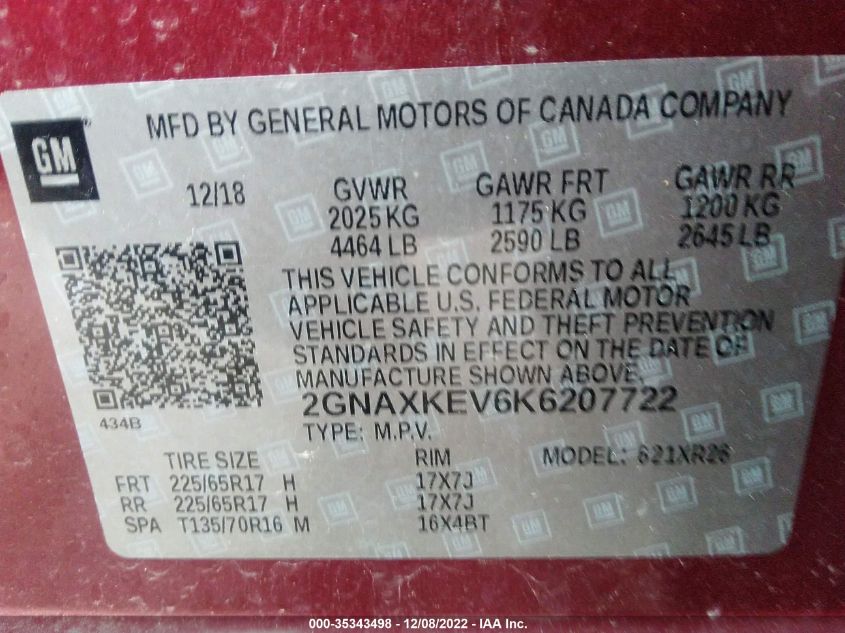 MFD BY GENERAL MOTORS OF CANADA COMPANY
GM
12/18 GVWR GAWR FRT GAWR RR
2025 KG 1175 KG 1200 KG
4464 LB 2590 LB 2645 LB
THIS VEHICLE CONFORMS TO ALL
APPLICABLE U.S. FEDERAL MOTOR
VEHICLE SAFETY AND THEFT PREVENTION
STANDARDS IN EFFECT ON THE DATE OF
MANUFACTURE SHOWN ABOVE.
2GNAXKEV6K6207722
434B
TYPE: M.P.V.
TIRE SIZE RIM MODEL: 621XR26
FRT 225/65R17 H 17X7J
RR 225/65R17 H 17X7J
SPA T135/70R16 M 16X4BT
000-35343498 - 12/08/2022 - IAA Inc.